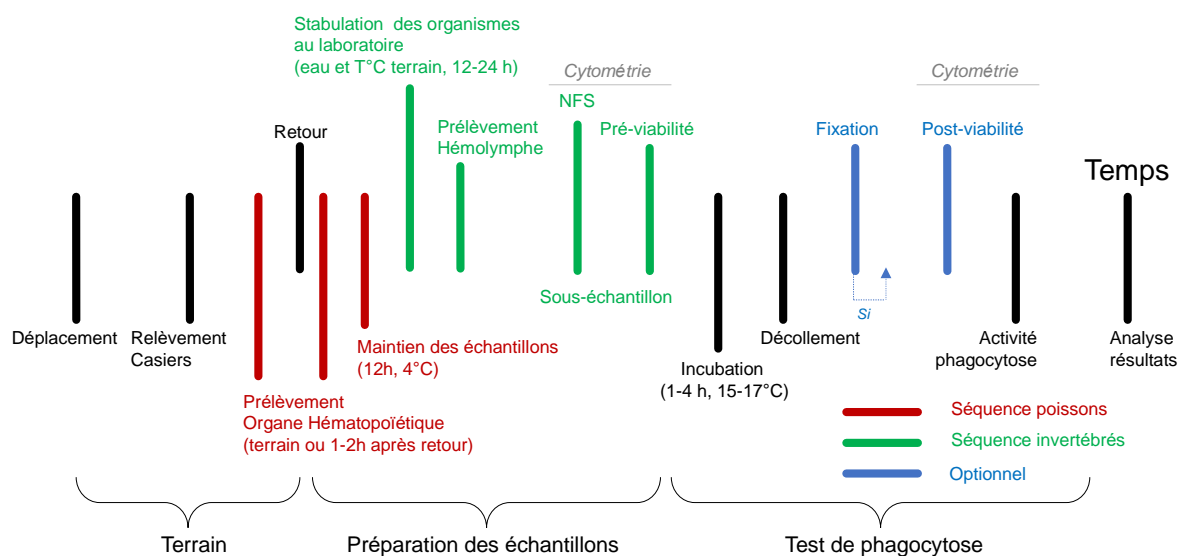 Stabulation des organismes
au laboratoire
(eau et T°C terrain, 12-24 h)
Cytométrie
Cytométrie
NFS
Retour
Prélèvement
Hémolymphe
Pré-viabilité
Fixation
Post-viabilité
Temps
Sous-échantillon
Si
Déplacement
Relèvement
Casiers
Maintien des échantillons
(12h, 4°C)
Décollement
Activité
phagocytose
Analyse
résultats
Incubation
(1-4 h, 15-17°C)
Prélèvement
Organe Hématopoïétique
(terrain ou 1-2h après retour)
Séquence poissons
Séquence invertébrés
Optionnel
Terrain
Préparation des échantillons
Test de phagocytose